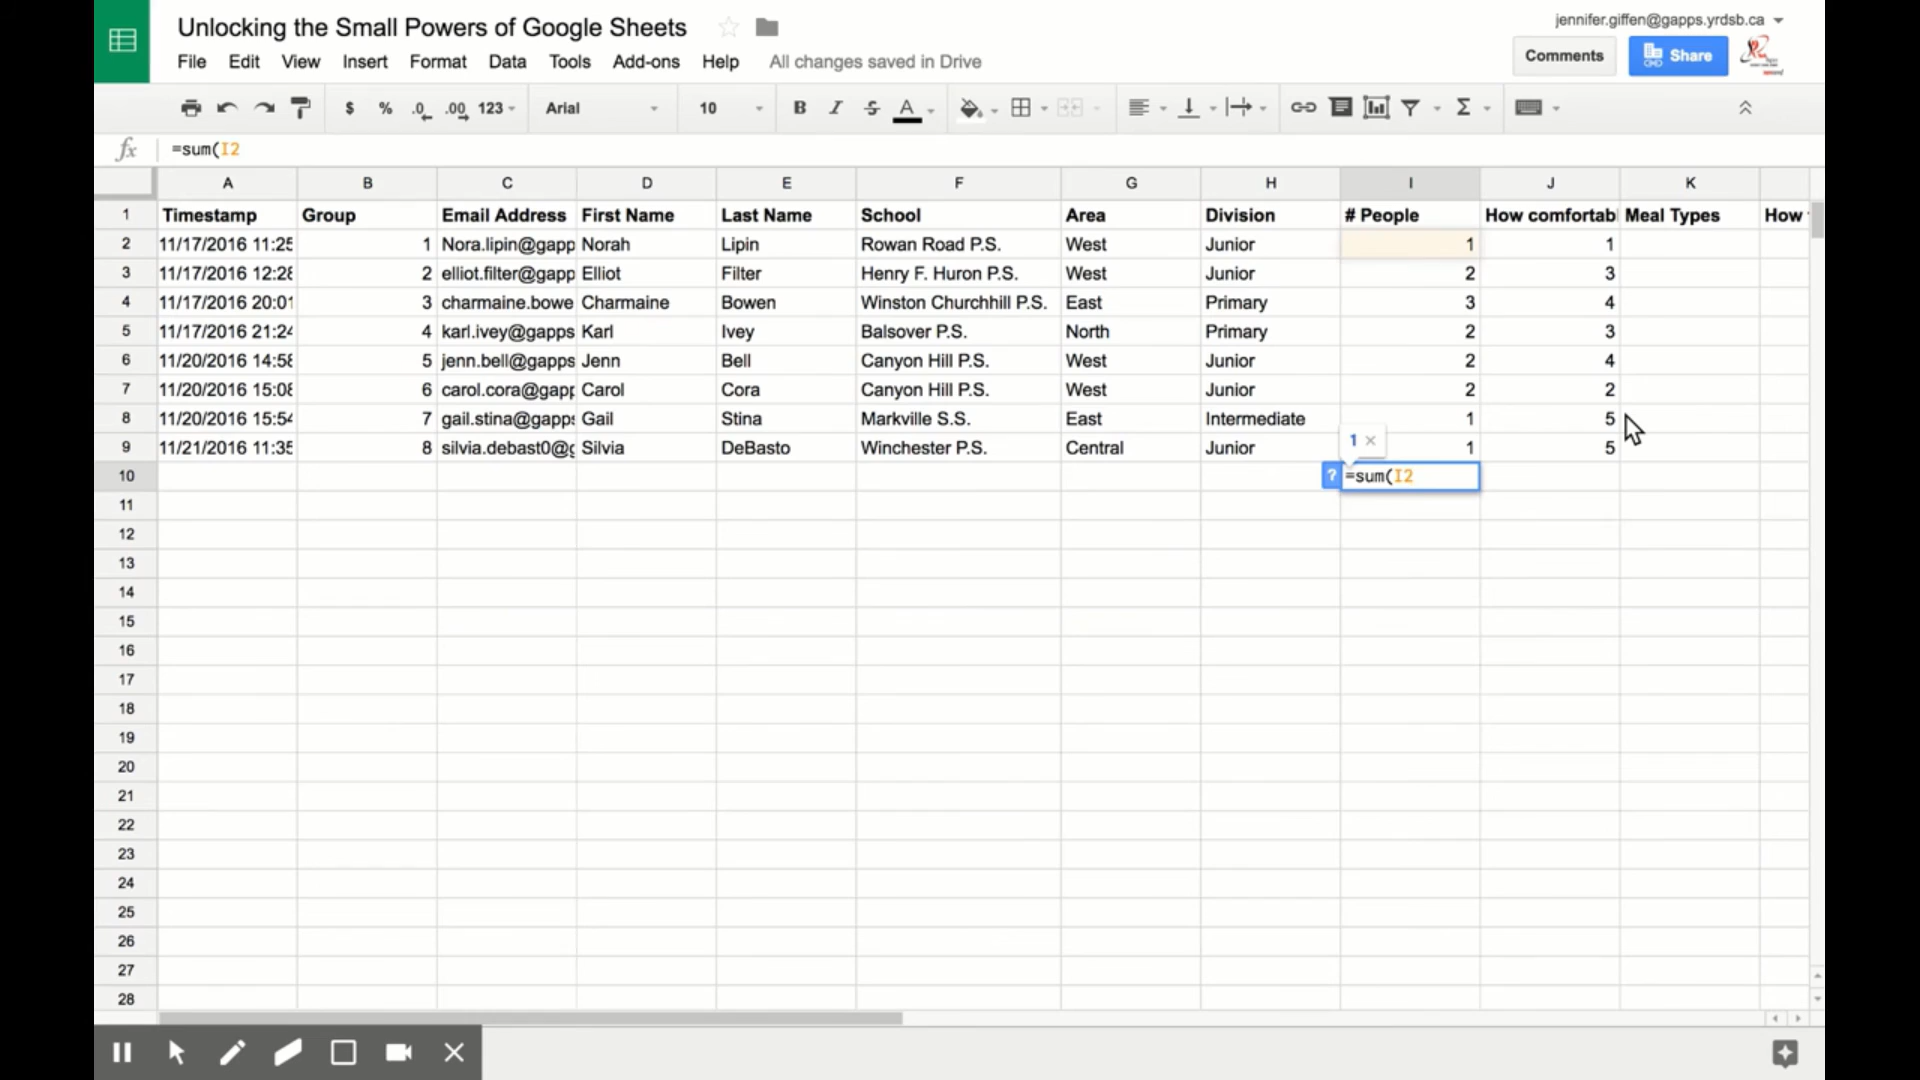 Unlocking the Small Powers of Google Sheets
jennifer.giffen@gapps.yrdsb.ca
File Edit View Insert Format Data Tools Add-ons Help All changes saved in Drive
Comments Share
$ % .0 .00 123 Arial 10 B I S A Σ
fx =sum(I2
A B C D E F G H I J K
1 Timestamp Group Email Address First Name Last Name School Area Division # People How comfortabl Meal Types How
2 11/17/2016 11:25 1 Nora.lipin@gapp Norah Lipin Rowan Road P.S. West Junior 1 1
3 11/17/2016 12:28 2 elliot.filter@gapp Elliot Filter Henry F. Huron P.S. West Junior 2 3
4 11/17/2016 20:01 3 charmaine.bowe Charmaine Bowen Winston Churchhill P.S. East Primary 3 4
5 11/17/2016 21:24 4 karl.ivey@gapps Karl Ivey Balsover P.S. North Primary 2 3
6 11/20/2016 14:58 5 jenn.bell@gapps Jenn Bell Canyon Hill P.S. West Junior 2 4
7 11/20/2016 15:08 6 carol.cora@gapp Carol Cora Canyon Hill P.S. West Junior 2 2
8 11/20/2016 15:54 7 gail.stina@gapps Gail Stina Markville S.S. East Intermediate 1 5
9 11/21/2016 11:35 8 silvia.debast0@g Silvia DeBasto Winchester P.S. Central Junior 1 5
1 ×
10 ? =sum(I2
11
12
13
14
15
16
17
18
19
20
21
22
23
24
25
26
27
28